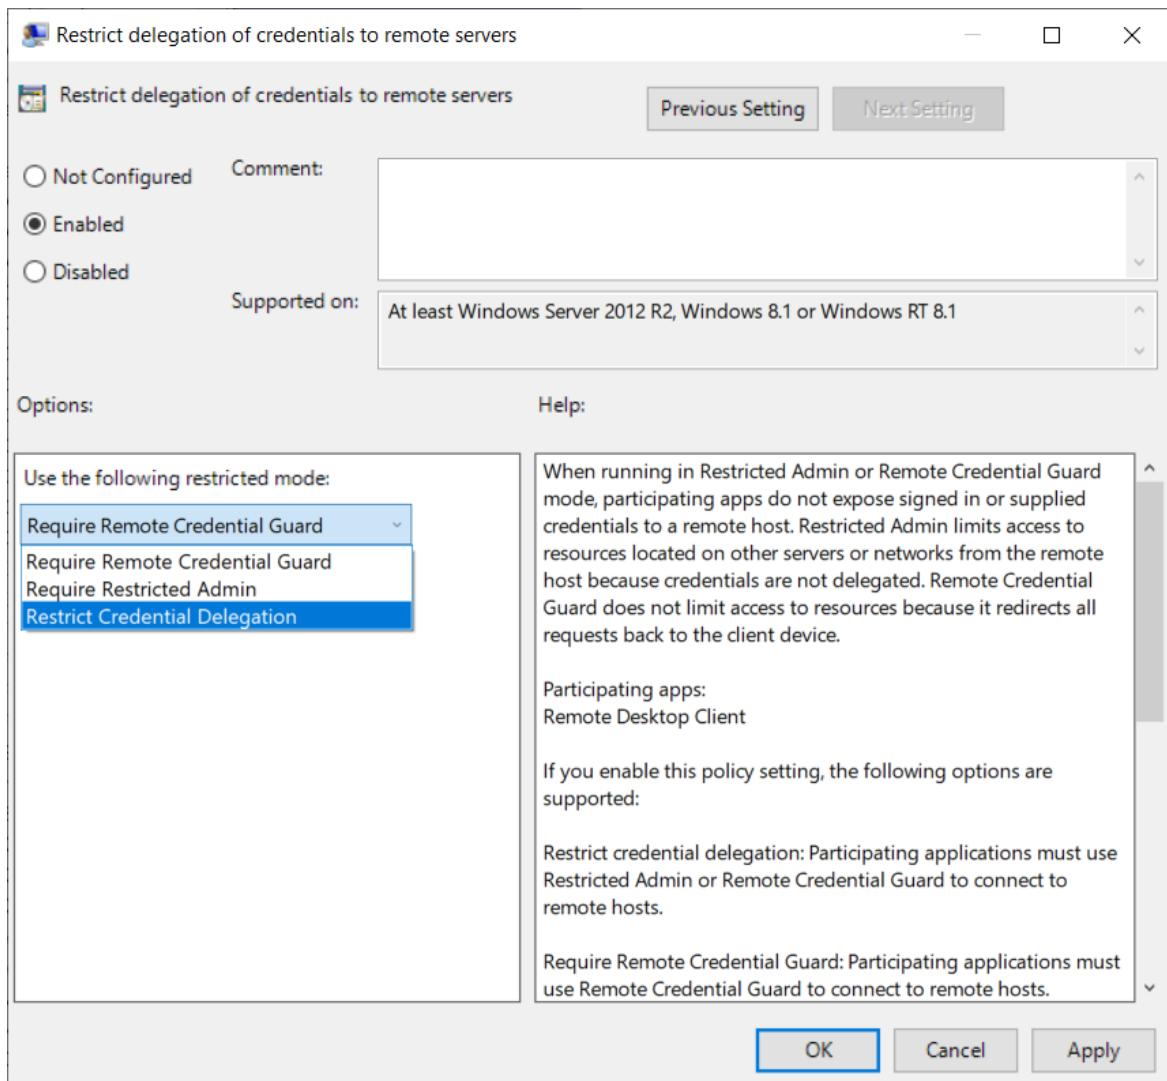 Restrict delegation of credentials to remote servers
Restrict delegation of credentials to remote servers
Previous Setting
Next Setting
Not Configured
Enabled
Disabled
Comment:
Supported on:
At least Windows Server 2012 R2, Windows 8.1 or Windows RT 8.1
Options:
Help:
Use the following restricted mode:
Require Remote Credential Guard
Require Remote Credential Guard
Require Restricted Admin
Restrict Credential Delegation
When running in Restricted Admin or Remote Credential Guard
mode, participating apps do not expose signed in or supplied
credentials to a remote host. Restricted Admin limits access to
resources located on other servers or networks from the remote
host because credentials are not delegated. Remote Credential
Guard does not limit access to resources because it redirects all
requests back to the client device.
Participating apps:
Remote Desktop Client
If you enable this policy setting, the following options are
supported:
Restrict credential delegation: Participating applications must use
Restricted Admin or Remote Credential Guard to connect to
remote hosts.
Require Remote Credential Guard: Participating applications must
use Remote Credential Guard to connect to remote hosts.
OK
Cancel
Apply